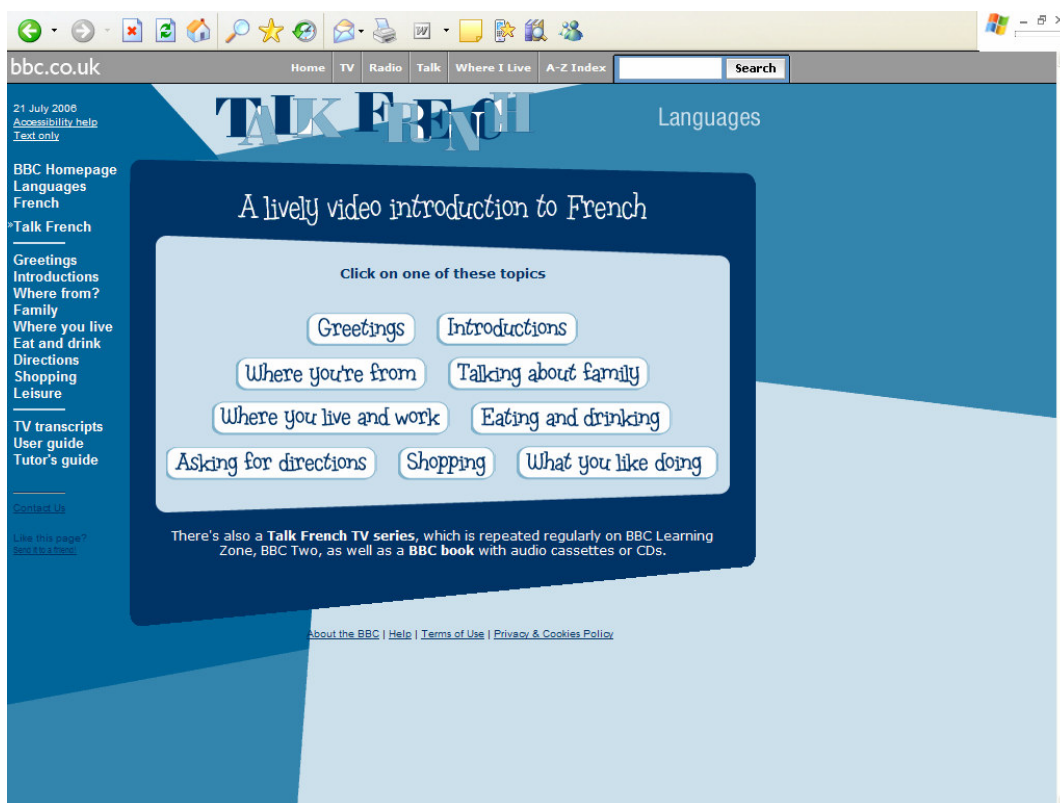 bbc.co.uk
Home TV Radio Talk Where I Live A-Z Index Search
21 July 2006
Accessibility help
Text only
TALK FRENCH
Languages
BBC Homepage
Languages
French
»Talk French
Greetings
Introductions
Where from?
Family
Where you live
Eat and drink
Directions
Shopping
Leisure
TV transcripts
User guide
Tutor's guide
Contact Us
Like this page?
Send it to a friend!
A lively video introduction to French
Click on one of these topics
Greetings Introductions
Where you're from Talking about family
Where you live and work Eating and drinking
Asking for directions Shopping What you like doing
There's also a Talk French TV series, which is repeated regularly on BBC Learning
Zone, BBC Two, as well as a BBC book with audio cassettes or CDs.
About the BBC | Help | Terms of Use | Privacy & Cookies Policy